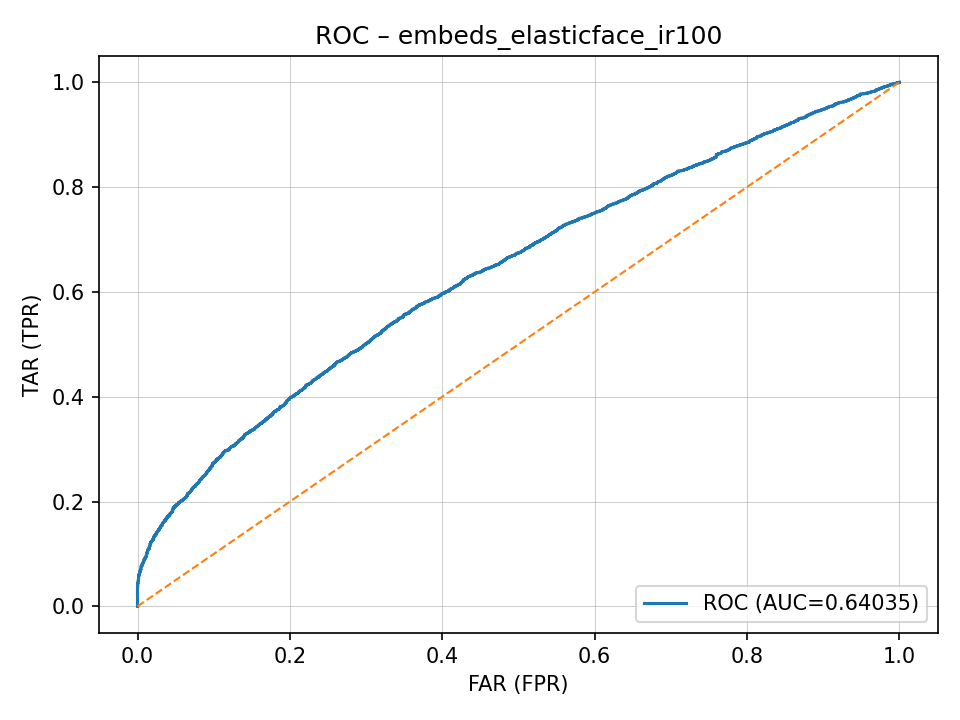 ROC – embeds_elasticface_ir100
TAR (TPR)
1.0
0.8
0.6
0.4
0.2
0.0
ROC (AUC=0.64035)
0.0 0.2 0.4 0.6 0.8 1.0
FAR (FPR)